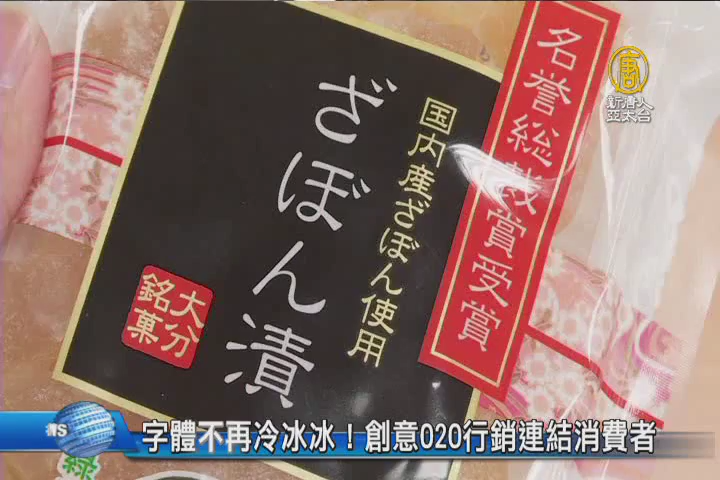 名誉総裁賞受賞
国内産ざぼん使用
ざぼん漬
大分
銘菓
新唐人
亞太台
字體不再冷冰冰！創意O2O行銷連結消費者